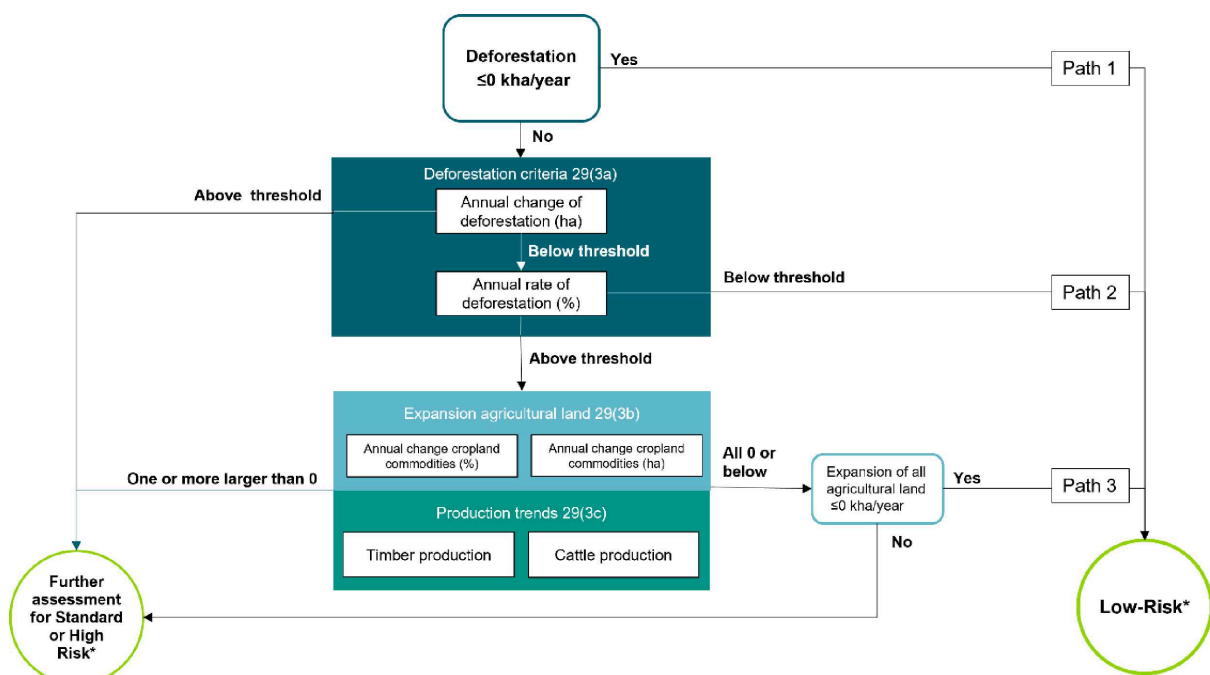 Deforestation
≤0 kha/year
Yes
Path 1
No
Deforestation criteria 29(3a)
Above threshold
Annual change of
deforestation (ha)
Below threshold
Annual rate of
deforestation (%)
Below threshold
Path 2
Above threshold
Expansion agricultural land 29(3b)
Annual change cropland
commodities (%)
Annual change cropland
commodities (ha)
All 0 or
below
One or more larger than 0
Expansion of all
agricultural land
≤0 kha/year
Yes
Path 3
Production trends 29(3c)
Timber production
Cattle production
No
Further
assessment
for Standard
or High
Risk*
Low-Risk*